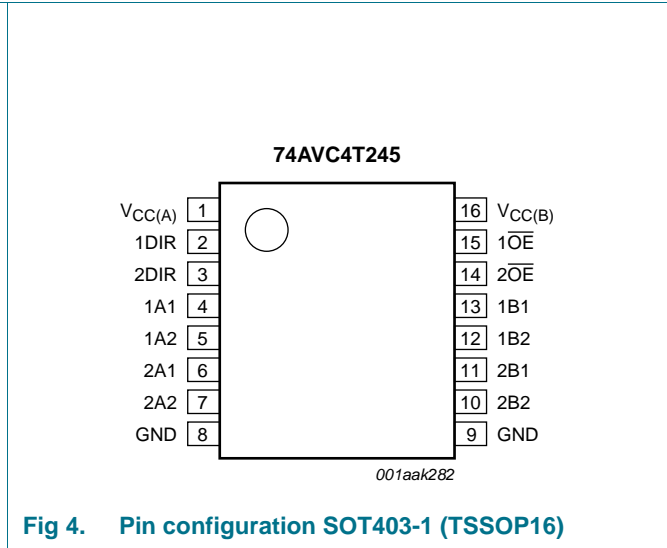 74AVC4T245
VCC(A) 1 16 VCC(B)
1DIR 2 15 1O̅E̅
2DIR 3 14 2O̅E̅
1A1 4 13 1B1
1A2 5 12 1B2
2A1 6 11 2B1
2A2 7 10 2B2
GND 8 9 GND
001aak282
Fig 4. Pin configuration SOT403-1 (TSSOP16)